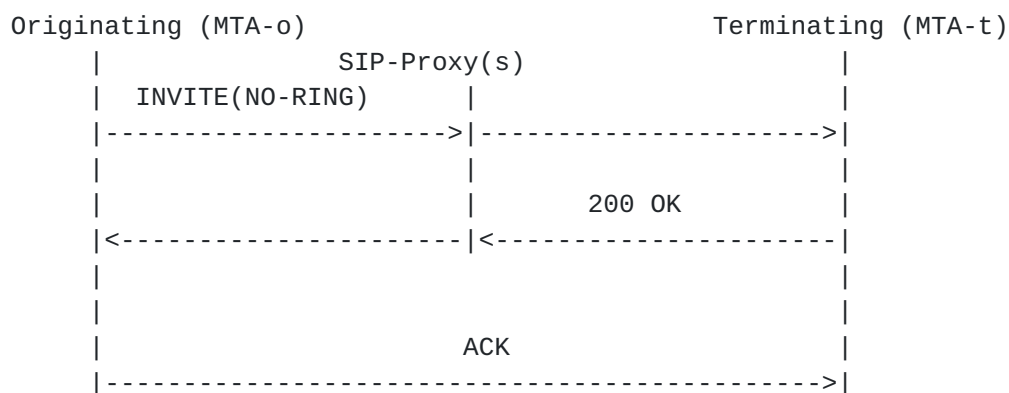 Originating (MTA-o) Terminating (MTA-t)
SIP-Proxy(s)
INVITE(NO-RING)
200 OK
ACK